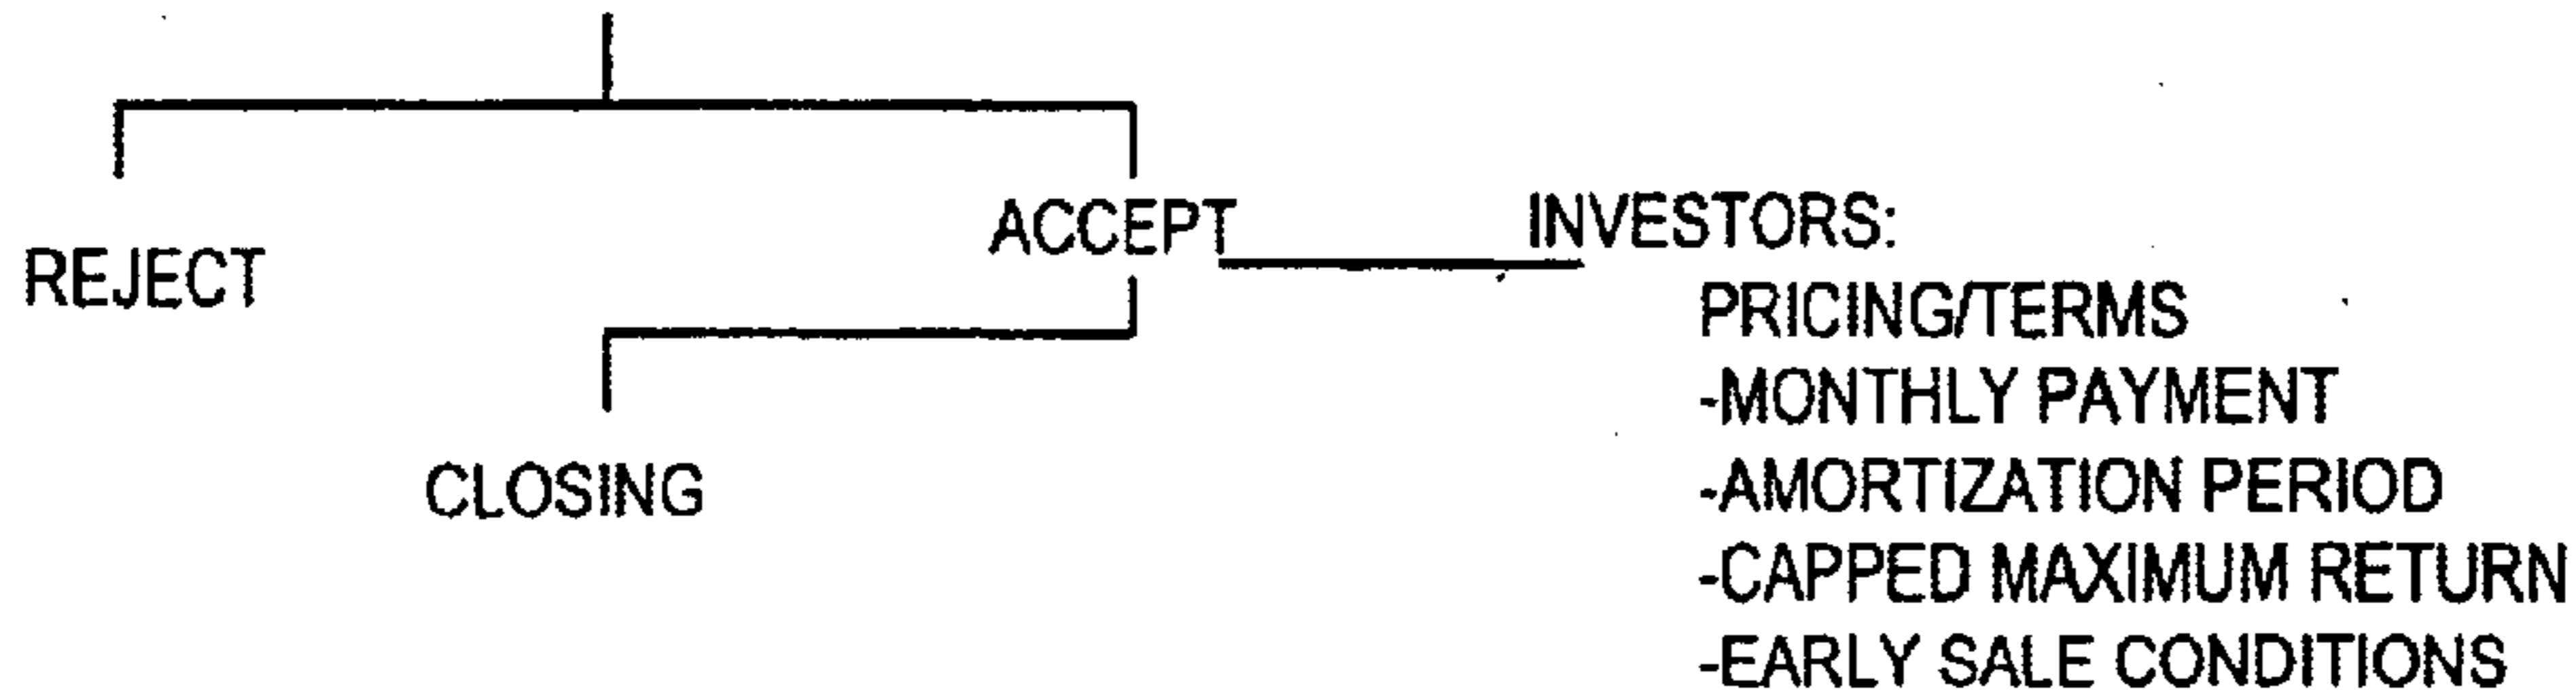 REJECT
ACCEPT
CLOSING
INVESTORS:
PRICING/TERMS
-MONTHLY PAYMENT
-AMORTIZATION PERIOD
-CAPPED MAXIMUM RETURN
-EARLY SALE CONDITIONS